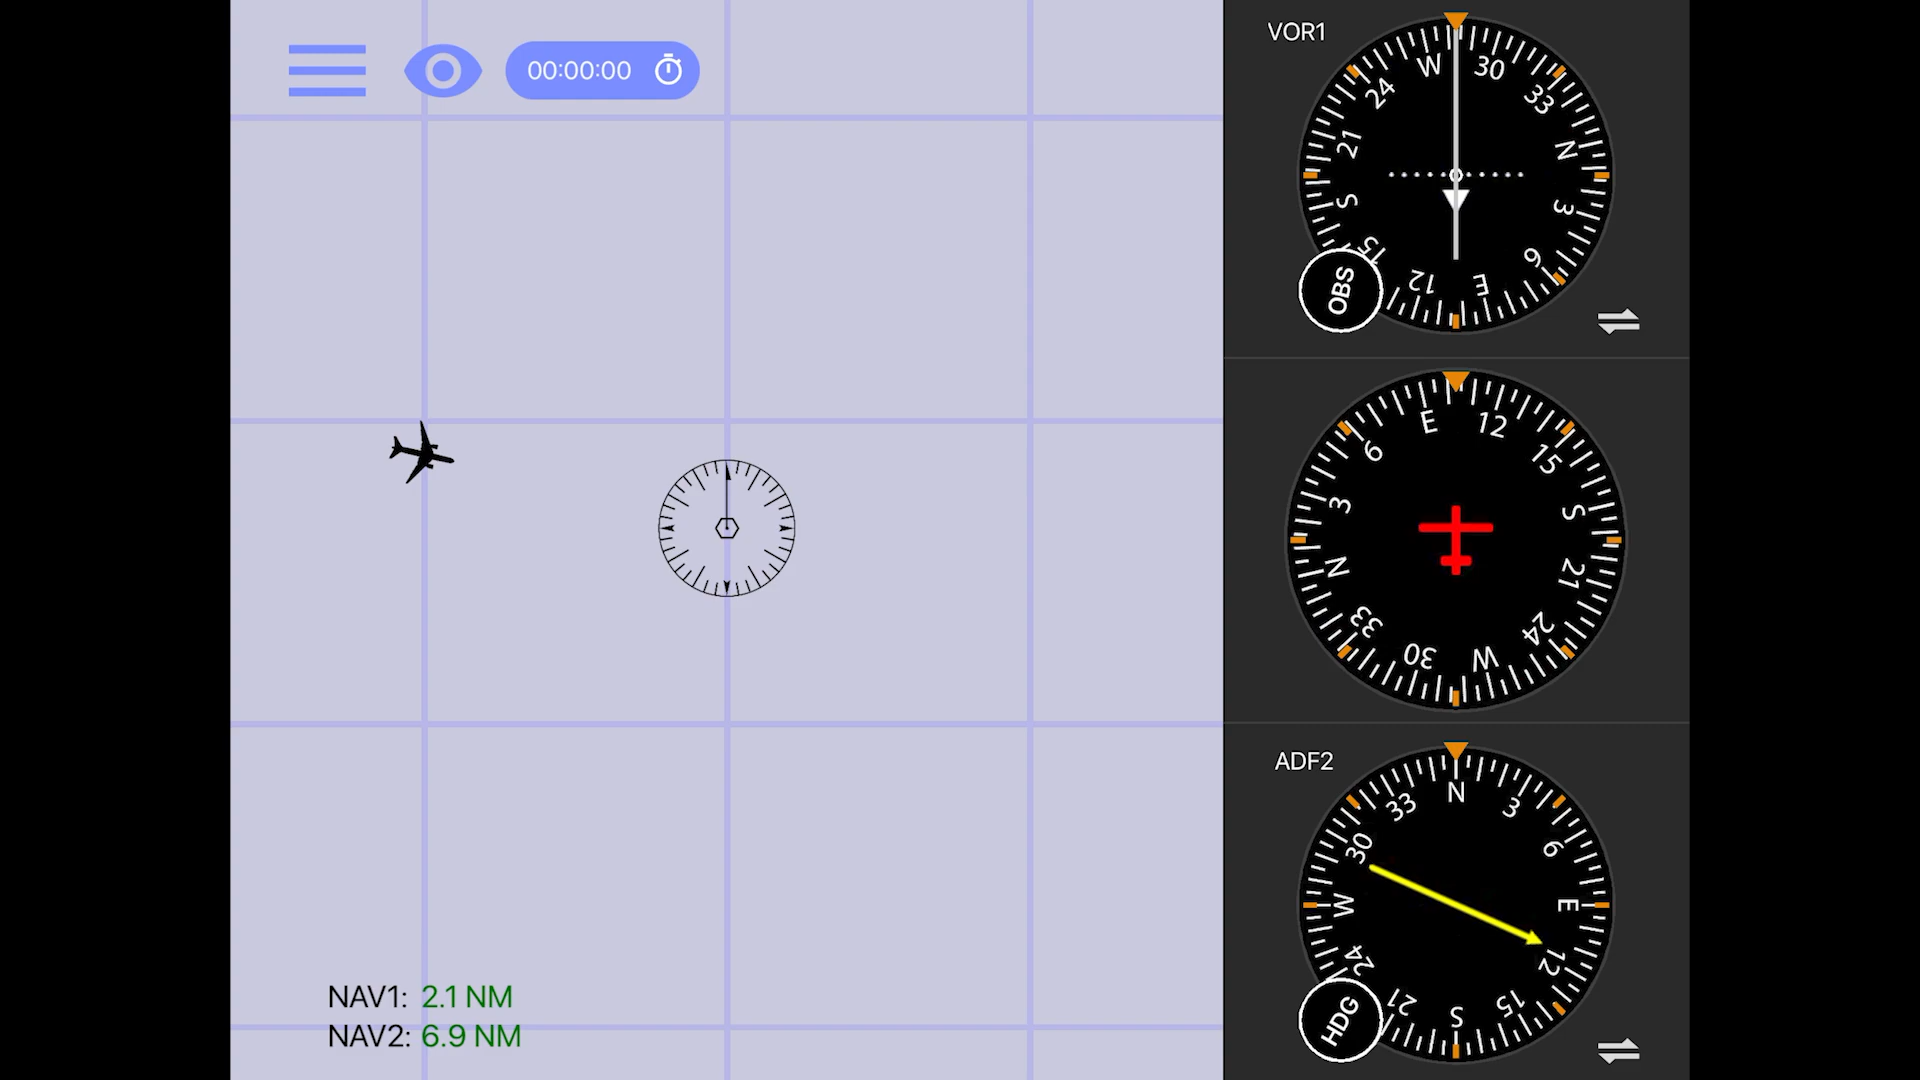 00:00:00
NAV1: 2.1 NM
NAV2: 6.9 NM
VOR1
W 30 33 N 3 6 E 12 15 S 21 24
OBS
E 12 15 S 21 24 W 30 33 N 3 6
ADF2
N 3 6 E 12 15 S 21 24 W 30 33
HDG